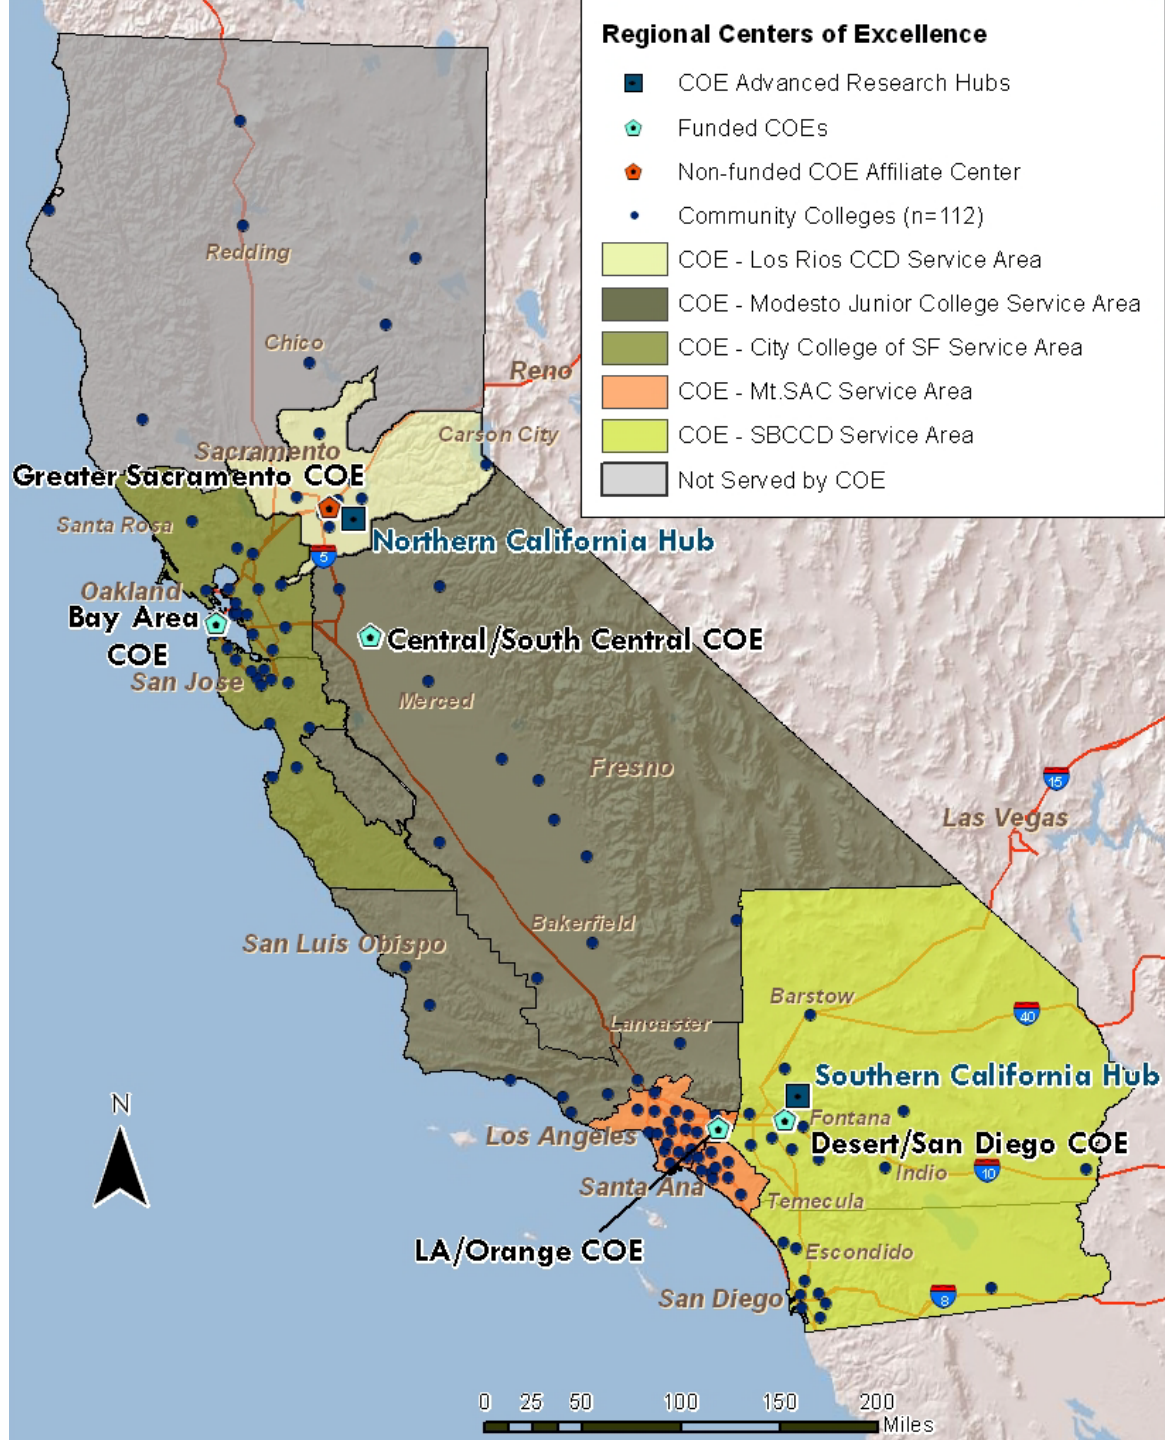 Regional Centers of Excellence
COE Advanced Research Hubs
Funded COEs
Non-funded COE Affiliate Center
Community Colleges (n=112)
COE - Los Rios CCD Service Area
COE - Modesto Junior College Service Area
COE - City College of SF Service Area
COE - Mt.SAC Service Area
COE - SBCCD Service Area
Not Served by COE
Redding
Chico
Reno
Carson City
Sacramento
Greater Sacramento COE
Santa Rosa
Northern California Hub
5
Oakland
Bay Area
COE
Central/South Central COE
San Jose
Merced
Fresno
15
Las Vegas
Bakerfield
San Luis Obispo
Barstow
40
Lancaster
Southern California Hub
N
Fontana
Los Angeles
Desert/San Diego COE
Indio
10
Santa Ana
Temecula
LA/Orange COE
Escondido
San Diego
8
0 25 50 100 150 200
Miles